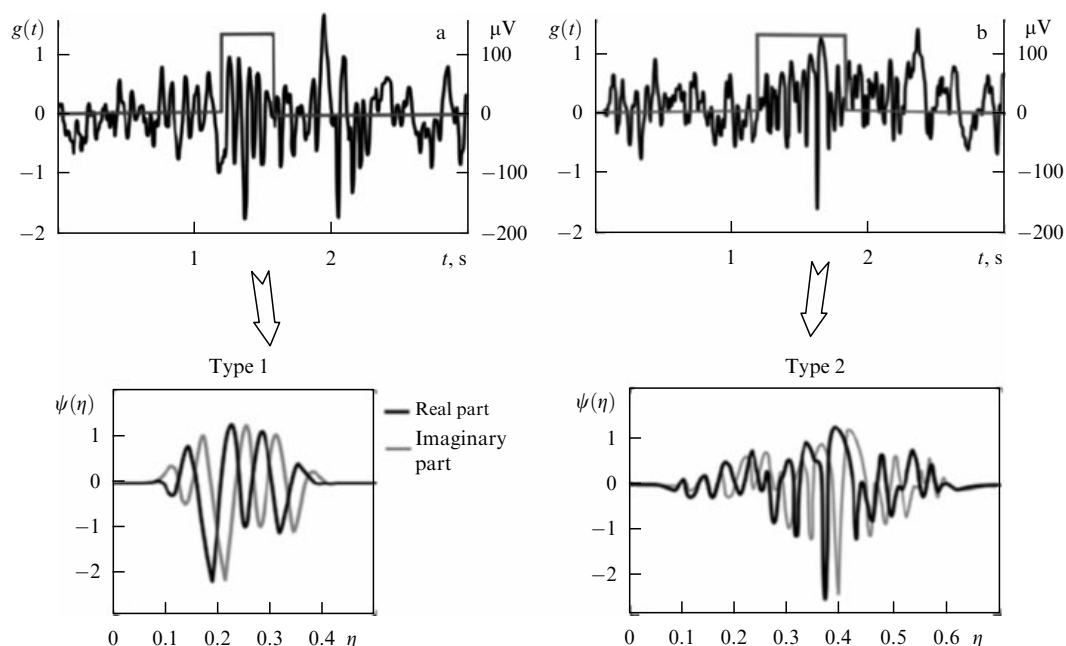 g(t) a μV
1 100
0 0
−1 −100
−2 −200
1 2 t, s
g(t) b μV
1 100
0 0
−1 −100
−2 −200
1 2 t, s
Type 1
ψ(η)
1
0
−1
−2
0 0.1 0.2 0.3 0.4 η
Real part
Imaginary
part
Type 2
ψ(η)
1
0
−1
−2
0 0.1 0.2 0.3 0.4 0.5 0.6 η